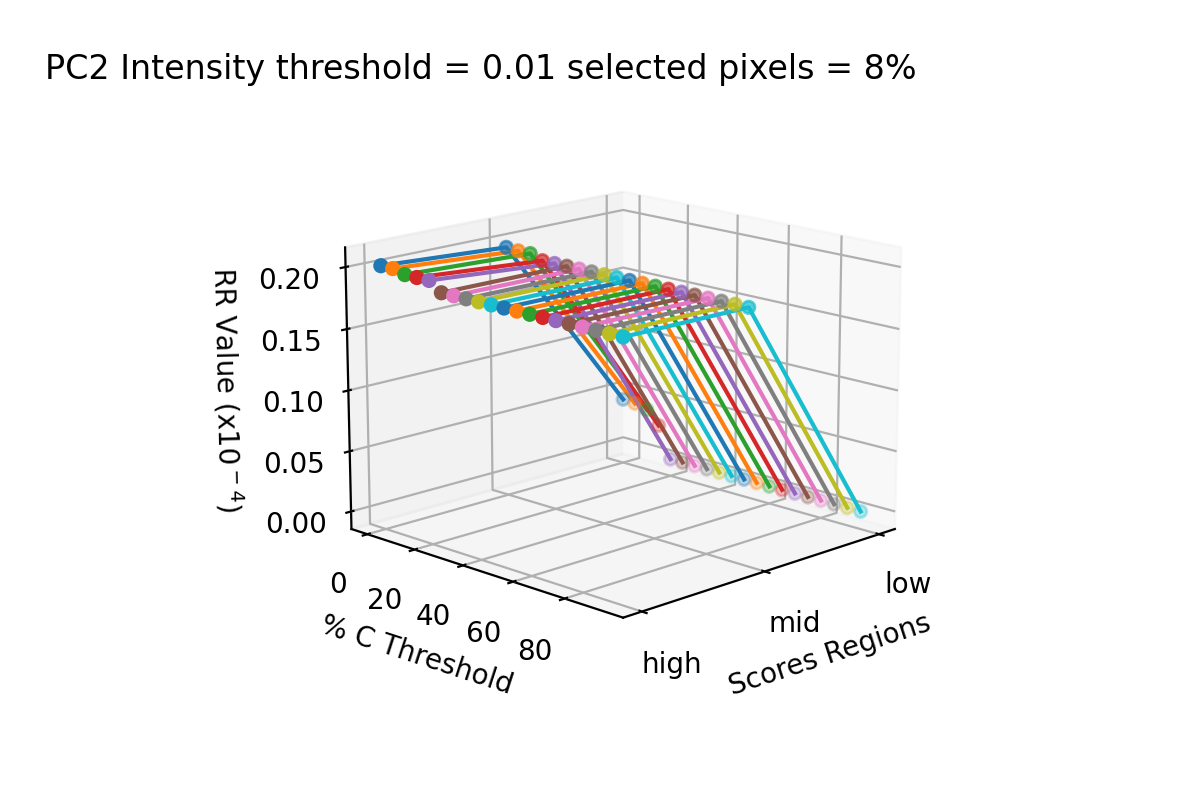 PC2 Intensity threshold = 0.01 selected pixels = 8%
RR Value (x10⁻⁴)
0.20
0.15
0.10
0.05
0.00
0
20
40
60
80
% C Threshold
high
mid
low
Scores Regions